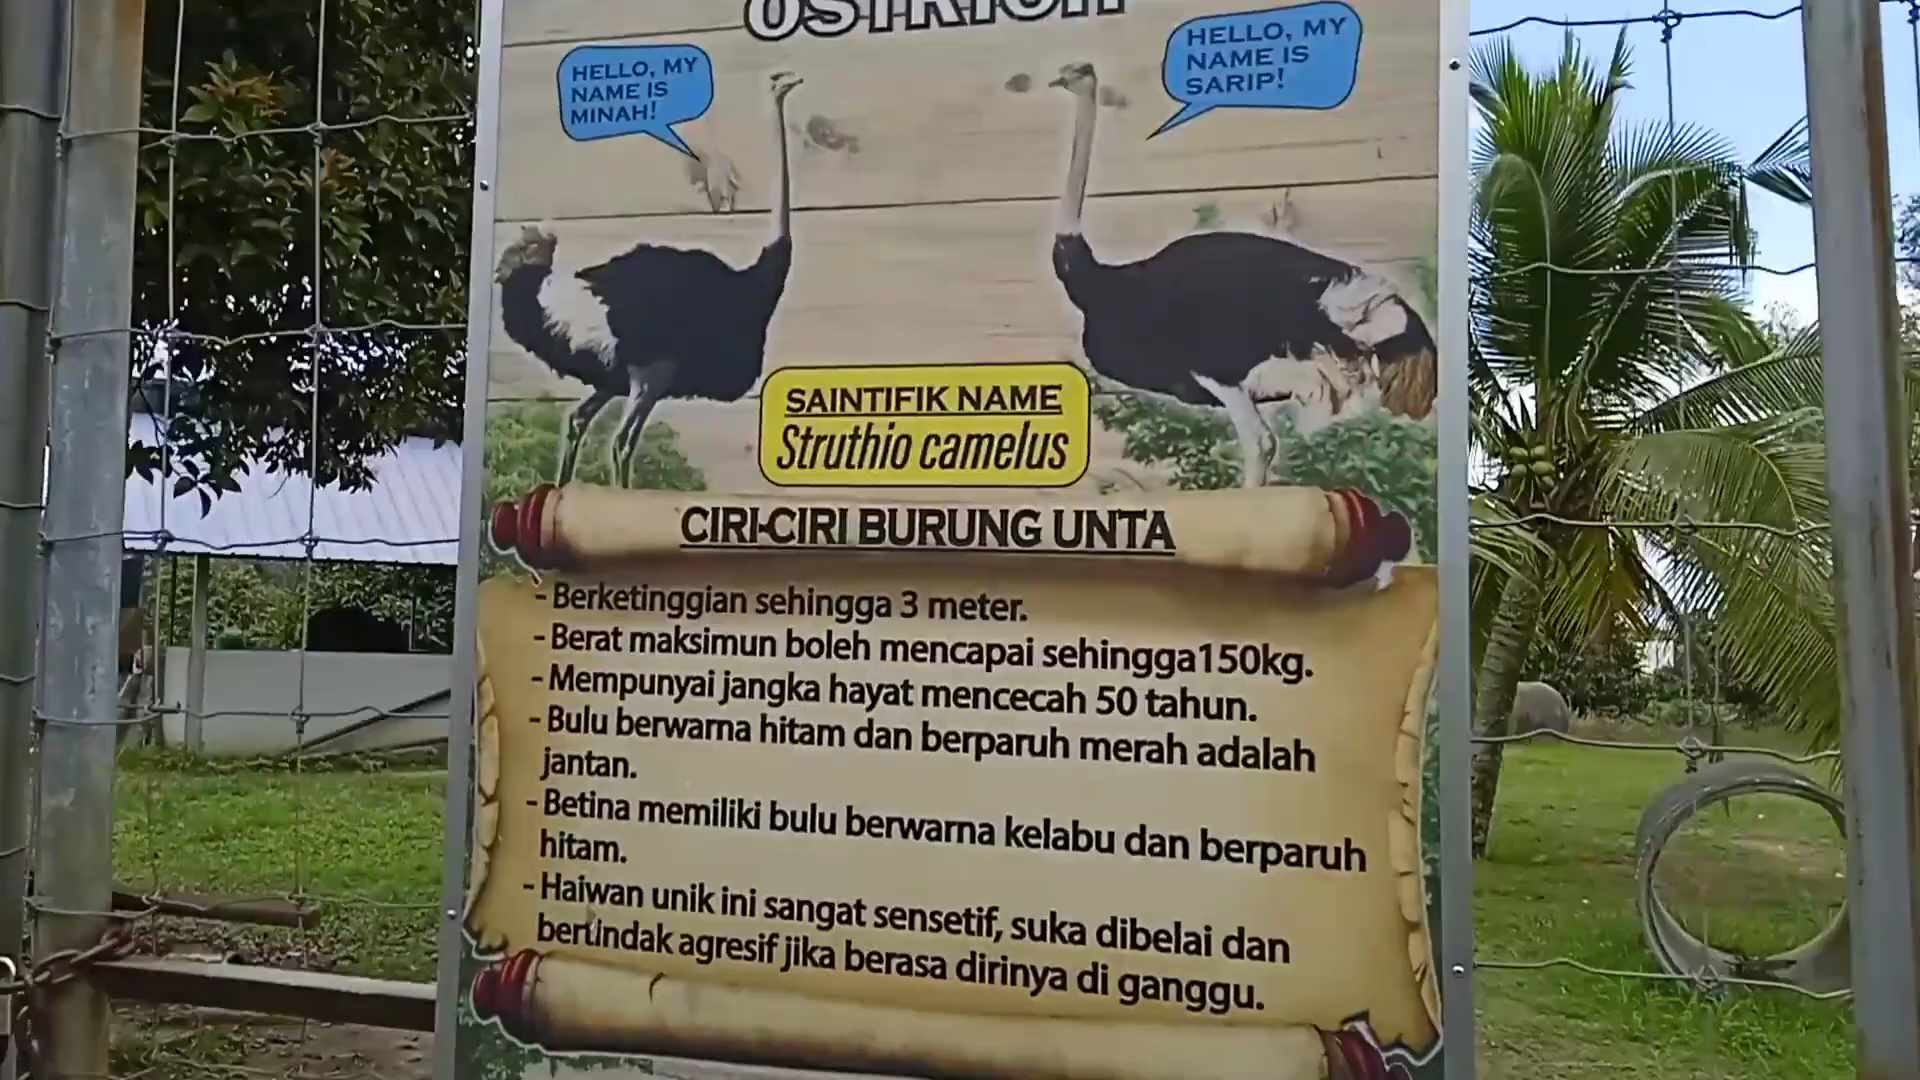 OSTRICH
HELLO, MY
NAME IS
MINAH!
HELLO, MY
NAME IS
SARIP!
SAINTIFIK NAME
Struthio camelus
CIRI-CIRI BURUNG UNTA
- Berketinggian sehingga 3 meter.
- Berat maksimun boleh mencapai sehingga150kg.
- Mempunyai jangka hayat mencecah 50 tahun.
- Bulu berwarna hitam dan berparuh merah adalah
jantan.
- Betina memiliki bulu berwarna kelabu dan berparuh
hitam.
- Haiwan unik ini sangat sensetif, suka dibelai dan
bertindak agresif jika berasa dirinya di ganggu.